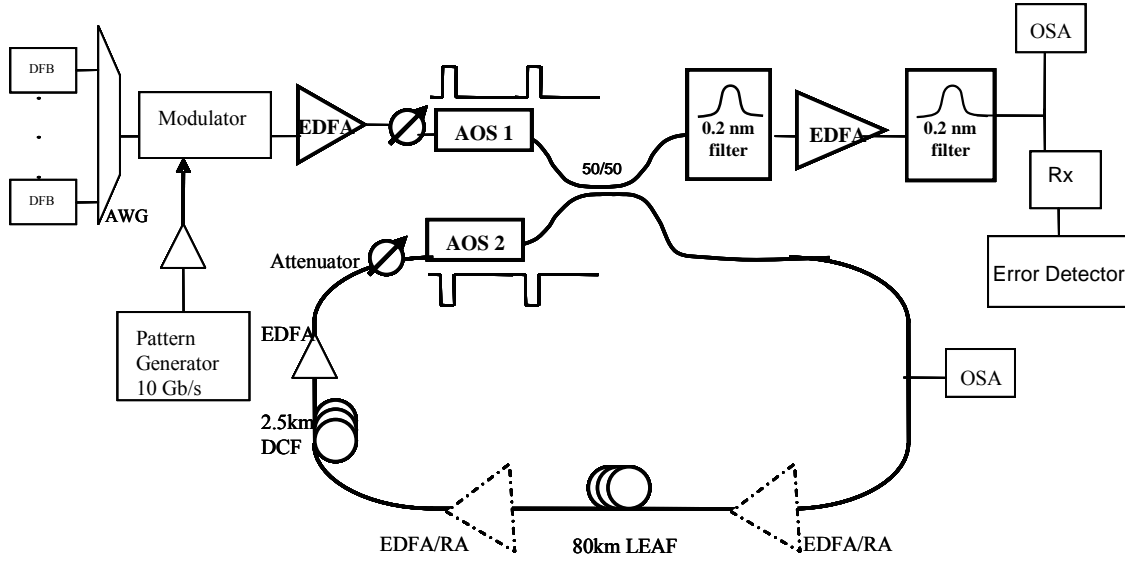 OSA
DFB
Modulator
EDFA
AOS 1
0.2 nm
filter
EDFA
0.2 nm
filter
50/50
Rx
DFB
AWG
AOS 2
Attenuator
Error Detector
Pattern
Generator
10 Gb/s
EDFA
OSA
2.5km
DCF
EDFA/RA
80km LEAF
EDFA/RA